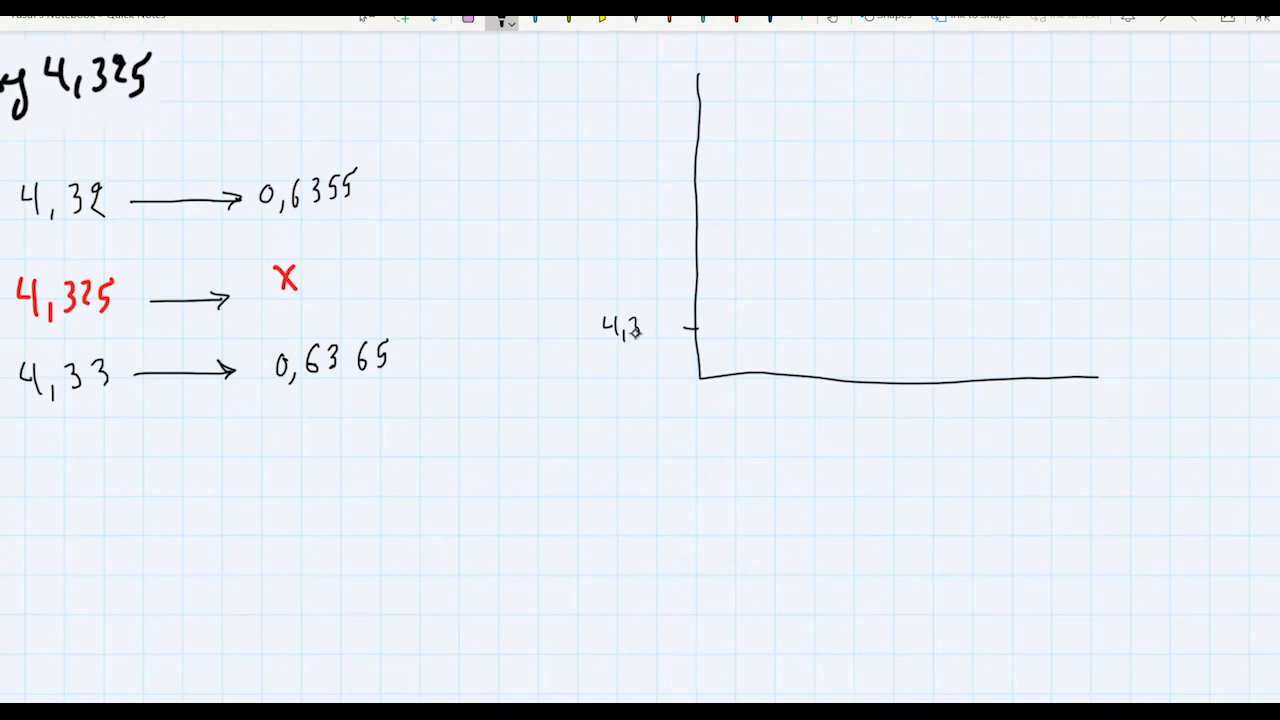 4,325
4,32 → 0,6355
4,325 → x
4,33 → 0,6365
4,3